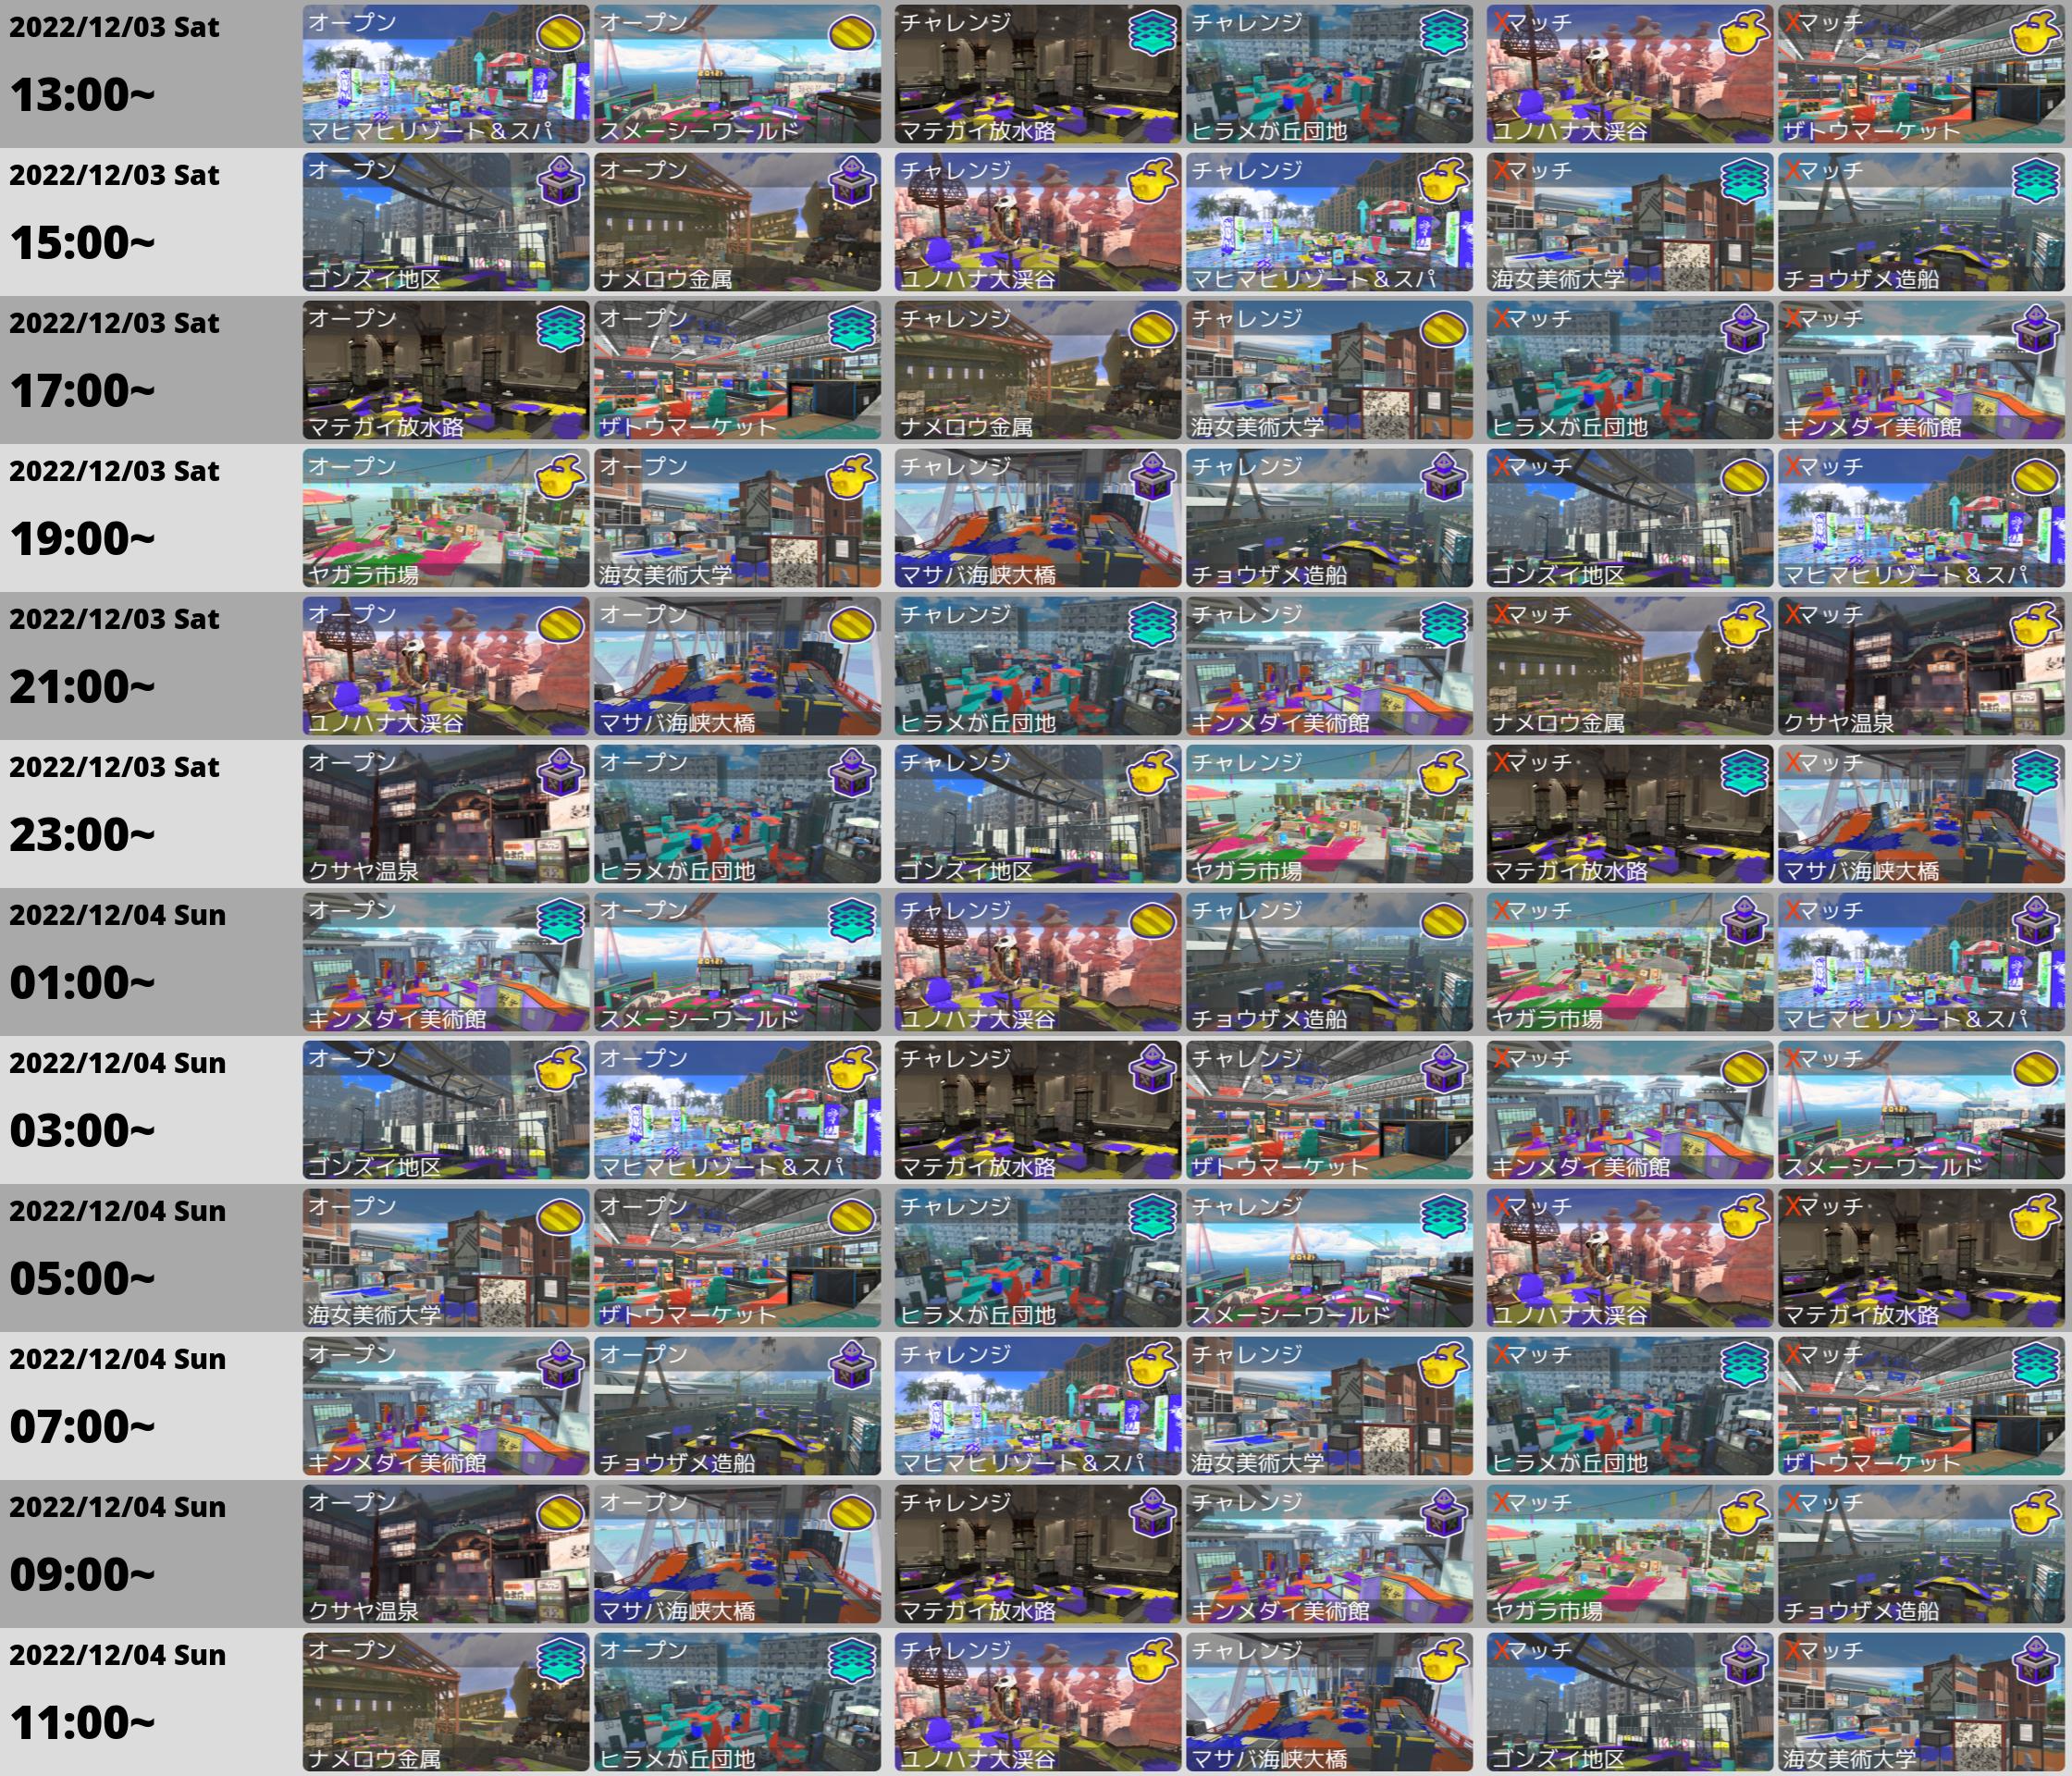 2022/12/03 Sat
13:00~
オープン オープン チャレンジ チャレンジ Xマッチ Xマッチ
マヒマヒリゾート&スパ スメーシーワールド マテガイ放水路 ヒラメが丘団地 ユノハナ大渓谷 ザトウマーケット
2022/12/03 Sat
15:00~
オープン オープン チャレンジ チャレンジ Xマッチ Xマッチ
ゴンズイ地区 ナメロウ金属 ユノハナ大渓谷 マヒマヒリゾート&スパ 海女美術大学 チョウザメ造船
2022/12/03 Sat
17:00~
オープン オープン チャレンジ チャレンジ Xマッチ Xマッチ
マテガイ放水路 ザトウマーケット ナメロウ金属 海女美術大学 ヒラメが丘団地 キンメダイ美術館
2022/12/03 Sat
19:00~
オープン オープン チャレンジ チャレンジ Xマッチ Xマッチ
ヤガラ市場 海女美術大学 マサバ海峡大橋 チョウザメ造船 ゴンズイ地区 マヒマヒリゾート&スパ
2022/12/03 Sat
21:00~
オープン オープン チャレンジ チャレンジ Xマッチ Xマッチ
ユノハナ大渓谷 マサバ海峡大橋 ヒラメが丘団地 キンメダイ美術館 ナメロウ金属 クサヤ温泉
2022/12/03 Sat
23:00~
オープン オープン チャレンジ チャレンジ Xマッチ Xマッチ
クサヤ温泉 ヒラメが丘団地 ゴンズイ地区 ヤガラ市場 マテガイ放水路 マサバ海峡大橋
2022/12/04 Sun
01:00~
オープン オープン チャレンジ チャレンジ Xマッチ Xマッチ
キンメダイ美術館 スメーシーワールド ユノハナ大渓谷 チョウザメ造船 ヤガラ市場 マヒマヒリゾート&スパ
2022/12/04 Sun
03:00~
オープン オープン チャレンジ チャレンジ Xマッチ Xマッチ
ゴンズイ地区 マヒマヒリゾート&スパ マテガイ放水路 ザトウマーケット キンメダイ美術館 スメーシーワールド
2022/12/04 Sun
05:00~
オープン オープン チャレンジ チャレンジ Xマッチ Xマッチ
海女美術大学 ザトウマーケット ヒラメが丘団地 スメーシーワールド ユノハナ大渓谷 マテガイ放水路
2022/12/04 Sun
07:00~
オープン オープン チャレンジ チャレンジ Xマッチ Xマッチ
キンメダイ美術館 チョウザメ造船 マヒマヒリゾート&スパ 海女美術大学 ヒラメが丘団地 ザトウマーケット
2022/12/04 Sun
09:00~
オープン オープン チャレンジ チャレンジ Xマッチ Xマッチ
クサヤ温泉 マサバ海峡大橋 マテガイ放水路 キンメダイ美術館 ヤガラ市場 チョウザメ造船
2022/12/04 Sun
11:00~
オープン オープン チャレンジ チャレンジ Xマッチ Xマッチ
ナメロウ金属 ヒラメが丘団地 ユノハナ大渓谷 マサバ海峡大橋 ゴンズイ地区 海女美術大学